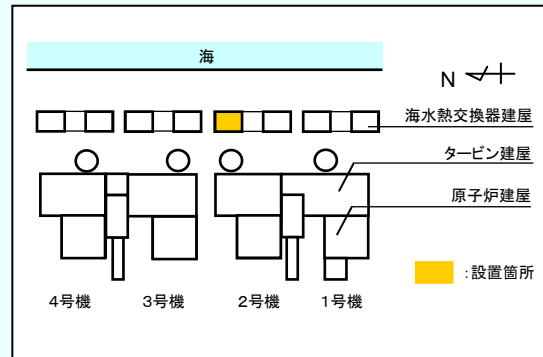 海
N
海水熱交換器建屋
タービン建屋
原子炉建屋
:設置箇所
4号機
3号機
2号機
1号機